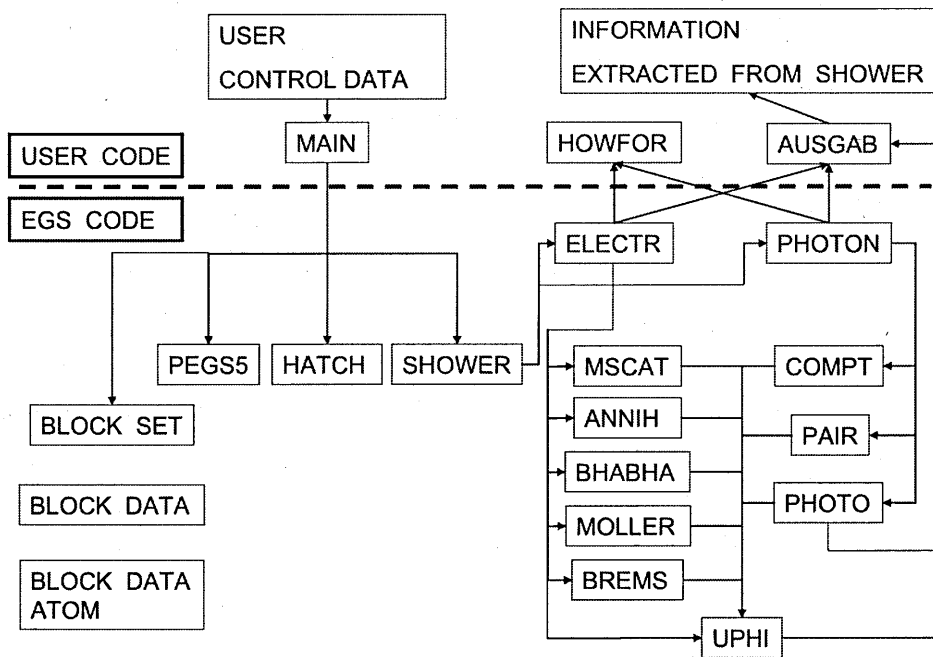 USER
CONTROL DATA
INFORMATION
EXTRACTED FROM SHOWER
MAIN
HOWFOR
AUSGAB
USER CODE
EGS CODE
ELECTR
PHOTON
PEGS5
HATCH
SHOWER
MSCAT
COMPT
BLOCK SET
ANNIH
PAIR
BHABHA
BLOCK DATA
PHOTO
MOLLER
BLOCK DATA
ATOM
BREMS
UPHI